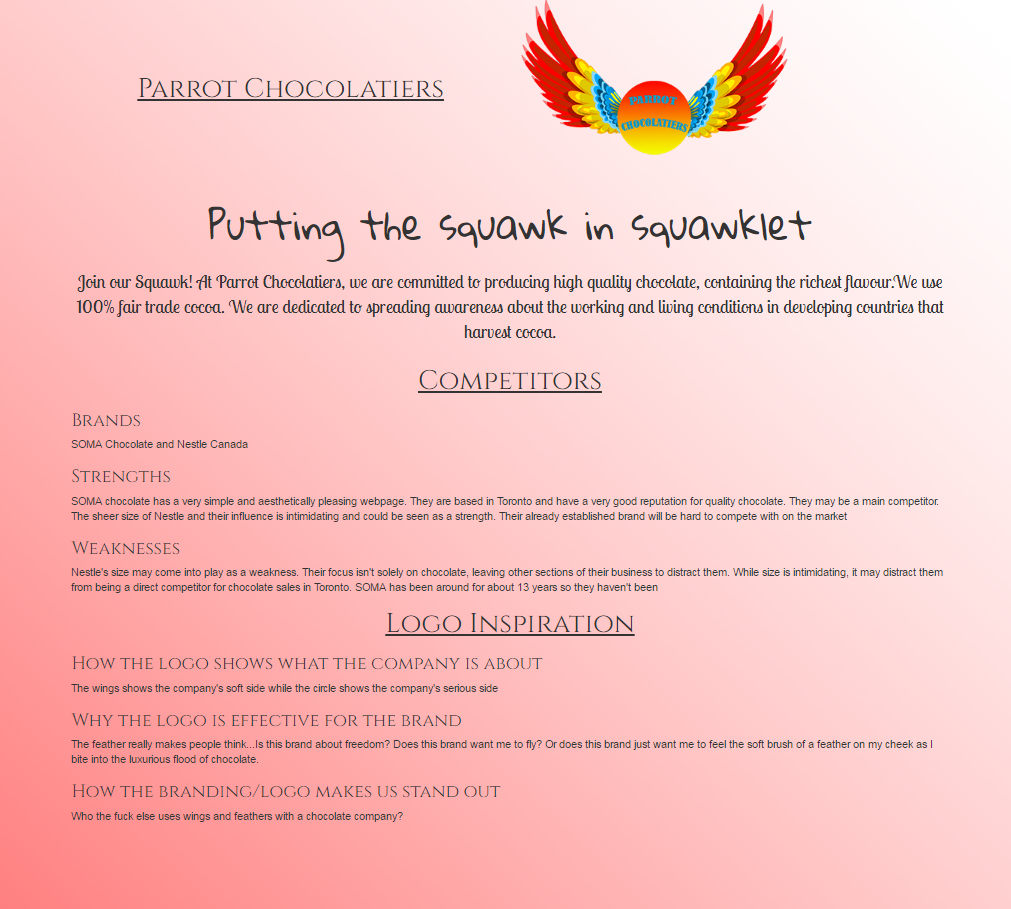 Parrot Chocolatiers
PARROT
CHOCOLATIERS
Putting the squawk in squawklet
Join our Squawk! At Parrot Chocolatiers, we are committed to producing high quality chocolate, containing the richest flavour.We use
100% fair trade cocoa. We are dedicated to spreading awareness about the working and living conditions in developing countries that
harvest cocoa.
Competitors
Brands
SOMA Chocolate and Nestle Canada
Strengths
SOMA chocolate has a very simple and aesthetically pleasing webpage. They are based in Toronto and have a very good reputation for quality chocolate. They may be a main competitor.
The sheer size of Nestle and their influence is intimidating and could be seen as a strength. Their already established brand will be hard to compete with on the market
Weaknesses
Nestle's size may come into play as a weakness. Their focus isn't solely on chocolate, leaving other sections of their business to distract them. While size is intimidating, it may distract them
from being a direct competitor for chocolate sales in Toronto. SOMA has been around for about 13 years so they haven't been
Logo Inspiration
How the logo shows what the company is about
The wings shows the company's soft side while the circle shows the company's serious side
Why the logo is effective for the brand
The feather really makes people think...Is this brand about freedom? Does this brand want me to fly? Or does this brand just want me to feel the soft brush of a feather on my cheek as I
bite into the luxurious flood of chocolate.
How the branding/logo makes us stand out
Who the fuck else uses wings and feathers with a chocolate company?